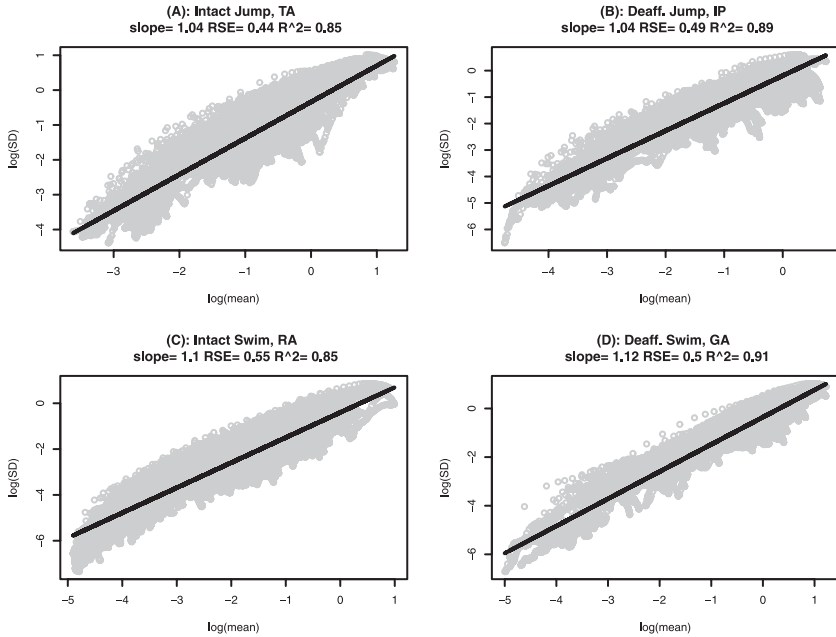 (A): Intact Jump, TA
slope= 1.04 RSE= 0.44 R^2= 0.85
log(SD)
1
0
−1
−2
−3
−4
−3
−2
−1
0
1
log(mean)
(B): Deaff. Jump, IP
slope= 1.04 RSE= 0.49 R^2= 0.89
log(SD)
0
−1
−2
−3
−4
−5
−6
−4
−3
−2
−1
0
log(mean)
(C): Intact Swim, RA
slope= 1.1 RSE= 0.55 R^2= 0.85
log(SD)
0
−2
−4
−6
−5
−4
−3
−2
−1
0
1
log(mean)
(D): Deaff. Swim, GA
slope= 1.12 RSE= 0.5 R^2= 0.91
log(SD)
0
−2
−4
−6
−5
−4
−3
−2
−1
0
1
log(mean)